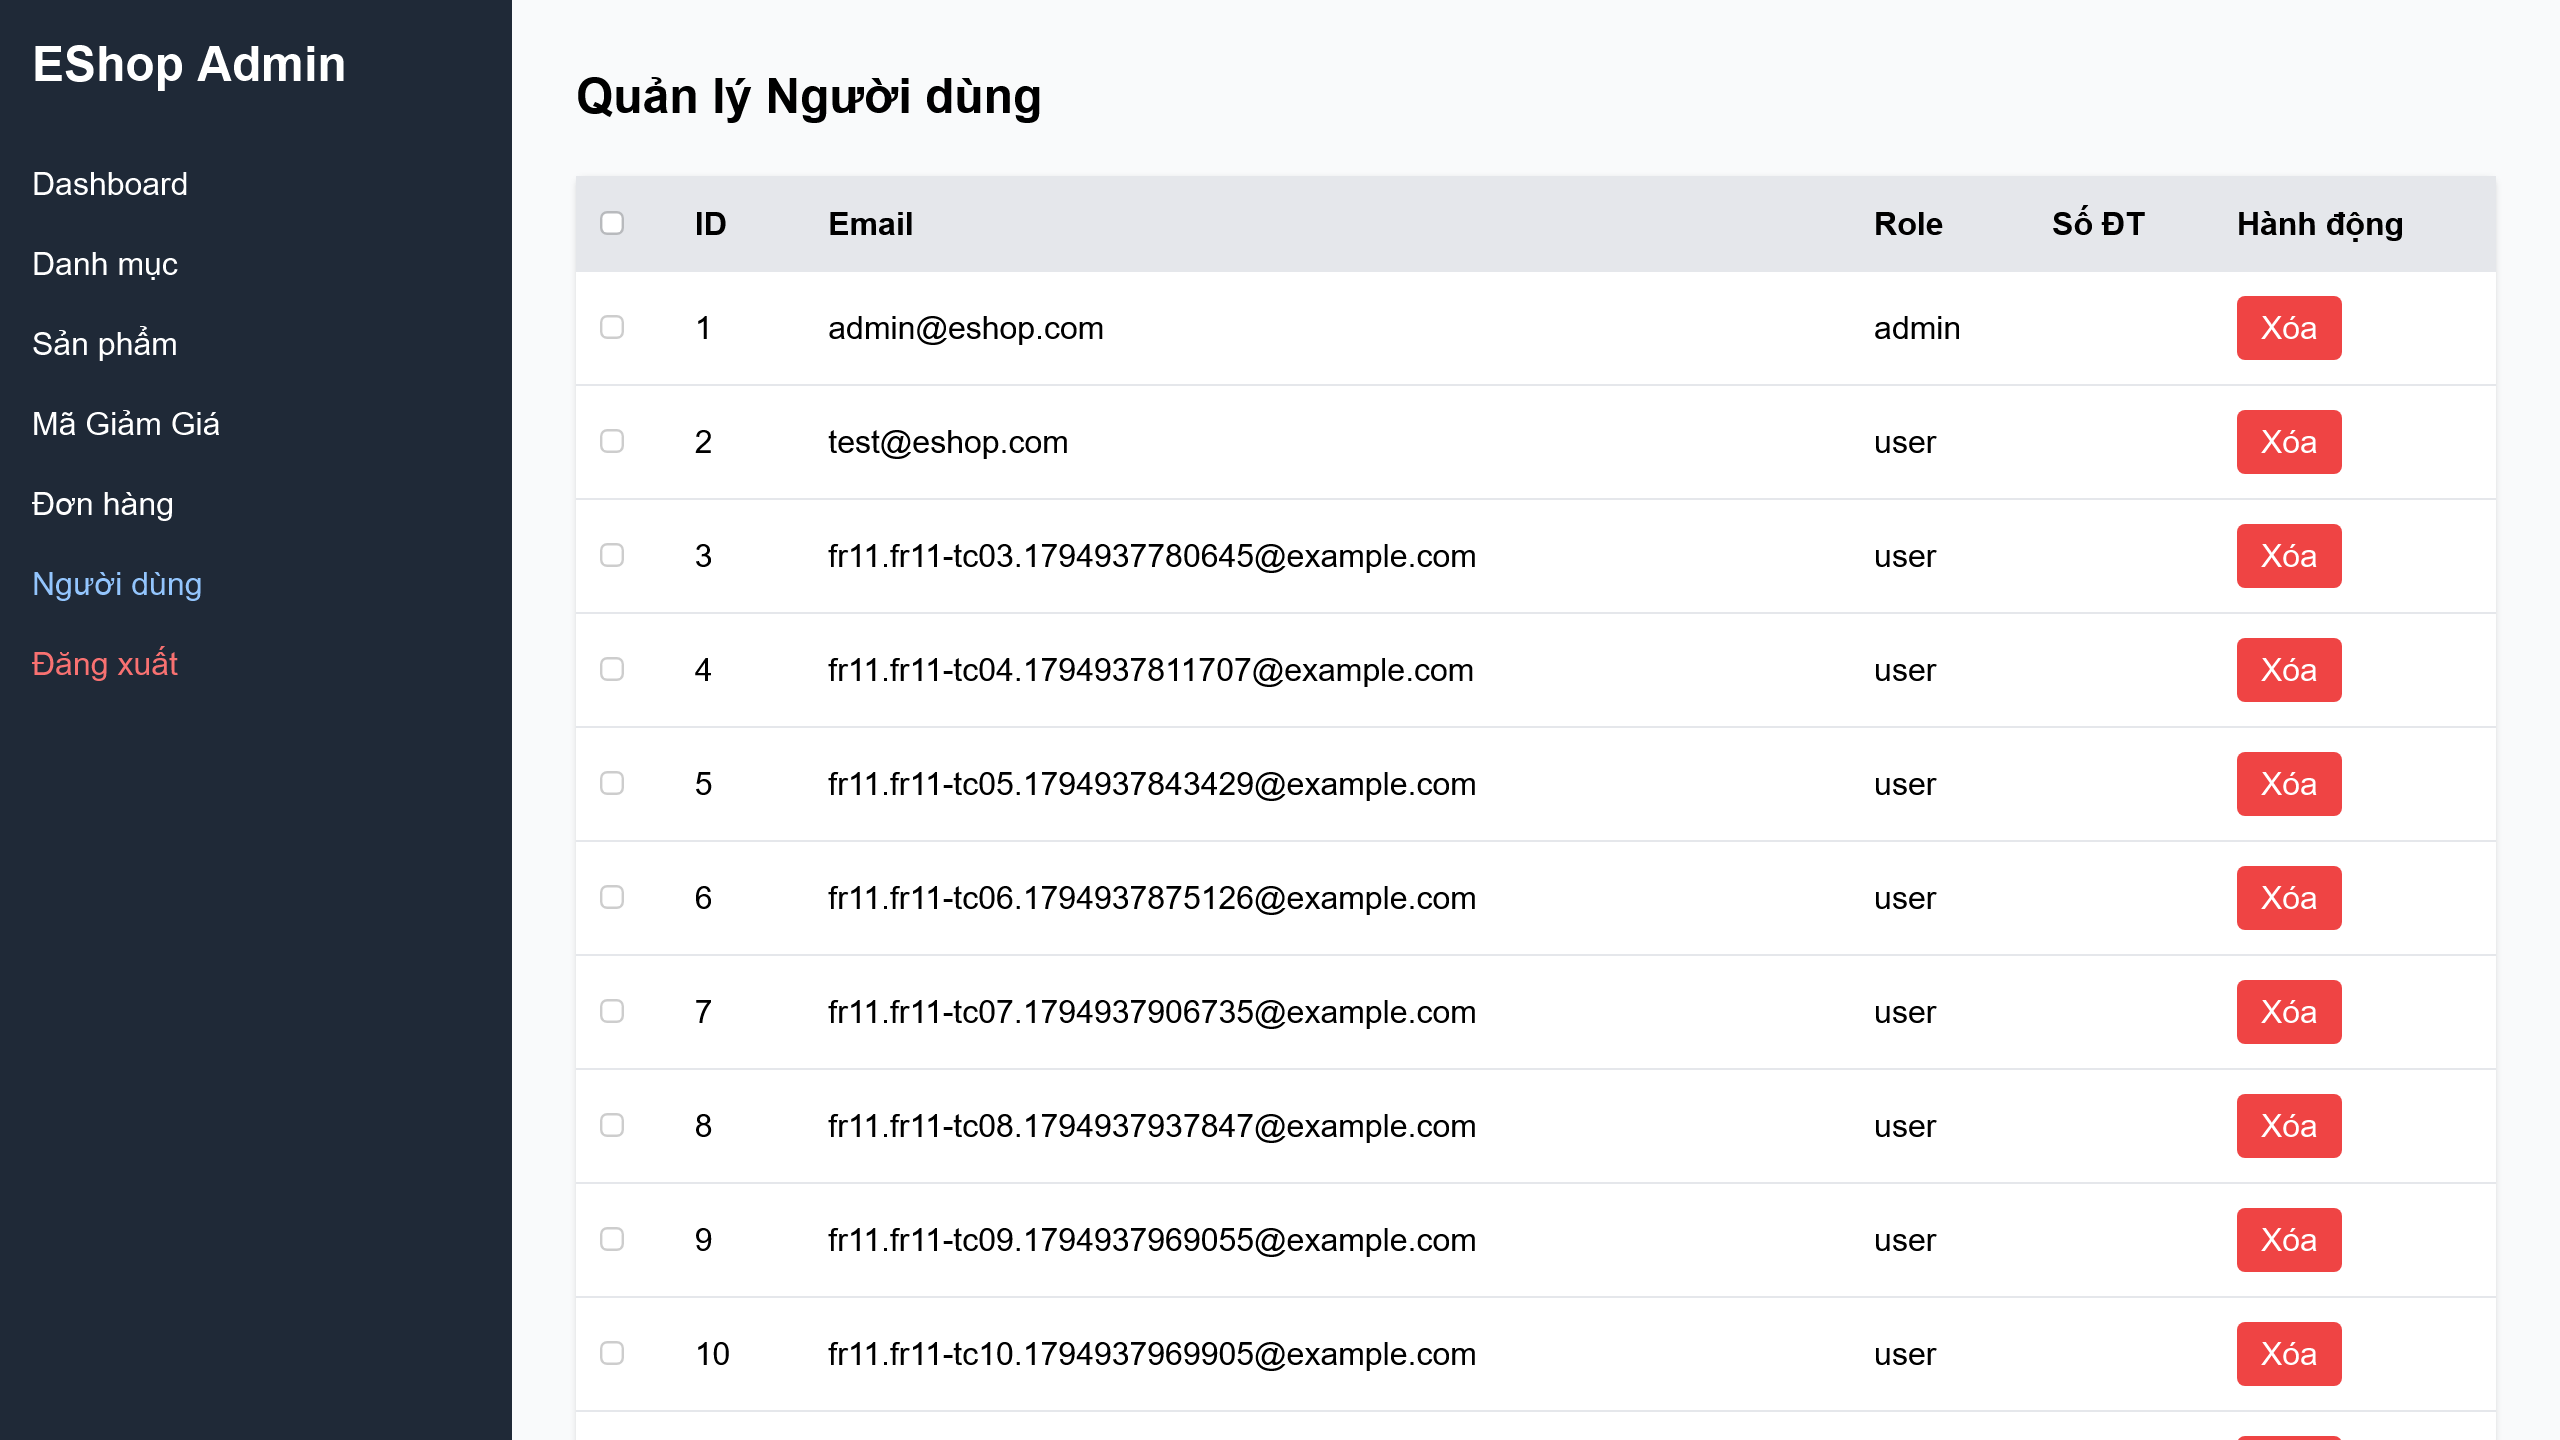 EShop Admin
Dashboard
Danh mục
Sản phẩm
Mã Giảm Giá
Đơn hàng
Người dùng
Đăng xuất
Quản lý Người dùng
ID Email Role Số ĐT Hành động
1 admin@eshop.com admin Xóa
2 test@eshop.com user Xóa
3 fr11.fr11-tc03.1794937780645@example.com user Xóa
4 fr11.fr11-tc04.1794937811707@example.com user Xóa
5 fr11.fr11-tc05.1794937843429@example.com user Xóa
6 fr11.fr11-tc06.1794937875126@example.com user Xóa
7 fr11.fr11-tc07.1794937906735@example.com user Xóa
8 fr11.fr11-tc08.1794937937847@example.com user Xóa
9 fr11.fr11-tc09.1794937969055@example.com user Xóa
10 fr11.fr11-tc10.1794937969905@example.com user Xóa